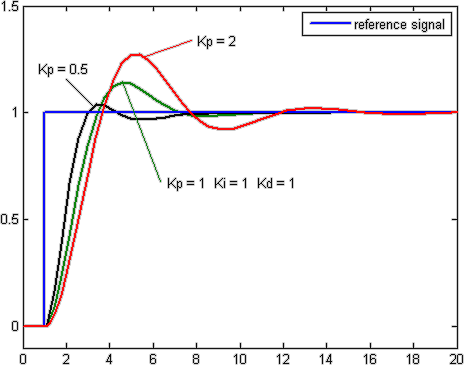 1.5
reference signal
Kp = 2
Kp = 0.5
1
Kp = 1 Ki = 1 Kd = 1
0.5
0
0 2 4 6 8 10 12 14 16 18 20